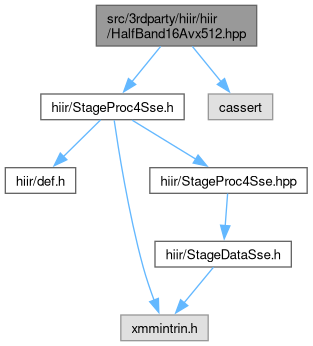 src/3rdparty/hiir/hiir
/HalfBand16Avx512.hpp
hiir/StageProc4Sse.h
cassert
hiir/def.h
hiir/StageProc4Sse.hpp
hiir/StageDataSse.h
xmmintrin.h